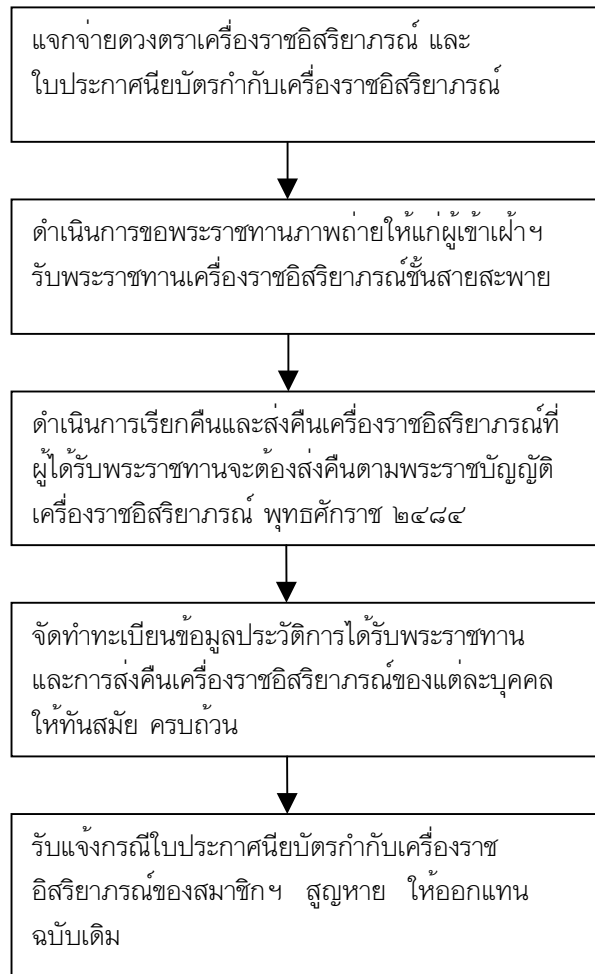 แจกจ่ายดวงตราเครื่องราชอิสริยาภรณ์ และ
ใบประกาศนียบัตรกำกับเครื่องราชอิสริยาภรณ์
ดำเนินการขอพระราชทานภาพถ่ายให้แก่ผู้เข้าเฝ้าฯ
รับพระราชทานเครื่องราชอิสริยาภรณ์ชั้นสายสะพาย
ดำเนินการเรียกคืนและส่งคืนเครื่องราชอิสริยาภรณ์ที่
ผู้ได้รับพระราชทานจะต้องส่งคืนตามพระราชบัญญัติ
เครื่องราชอิสริยาภรณ์ พุทธศักราช ๒๔๘๔
จัดทำทะเบียนข้อมูลประวัติการได้รับพระราชทาน
และการส่งคืนเครื่องราชอิสริยาภรณ์ของแต่ละบุคคล
ให้ทันสมัย ครบถ้วน
รับแจ้งกรณีใบประกาศนียบัตรกำกับเครื่องราช
อิสริยาภรณ์ของสมาชิกฯ สูญหาย ให้ออกแทน
ฉบับเดิม